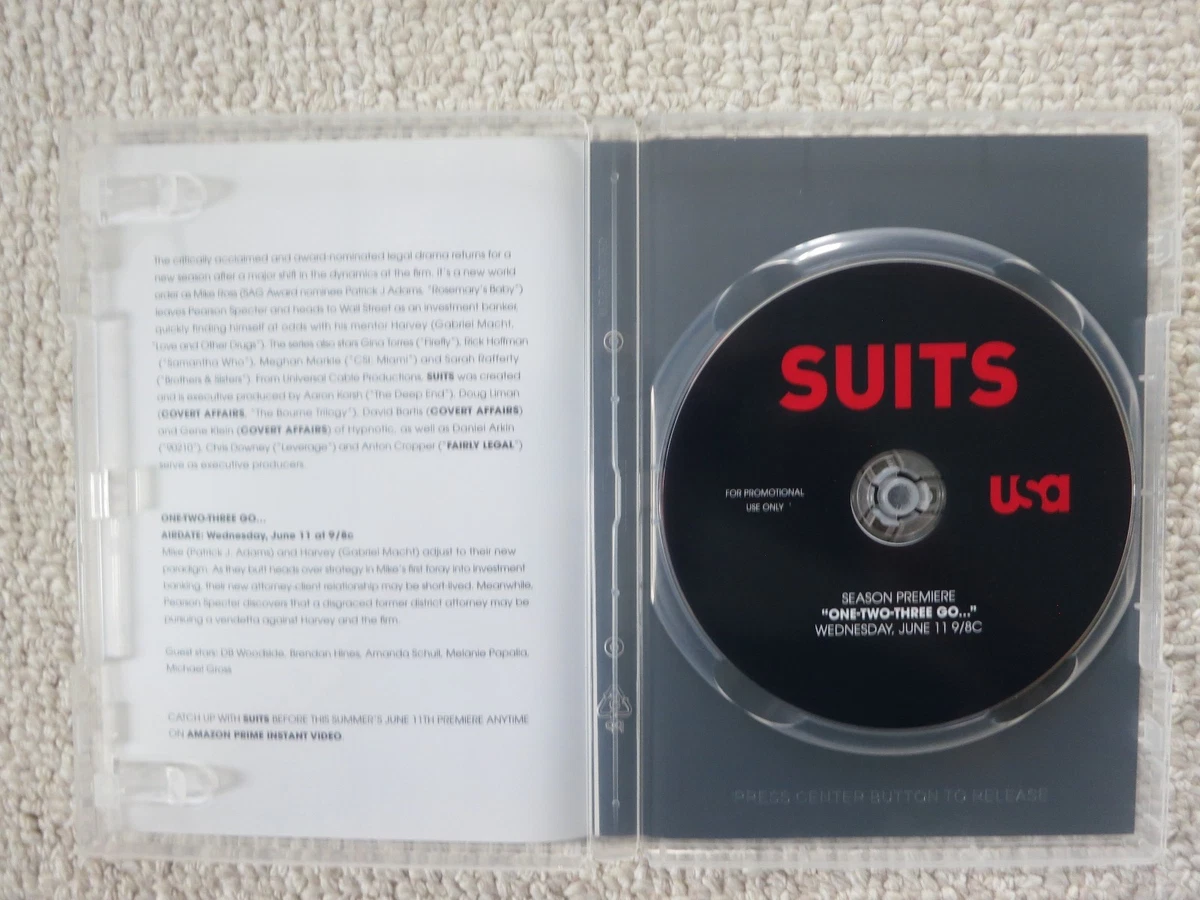 The critically acclaimed and award-nominated legal drama returns for a
new season after a major shift in the dynamics at the firm. It's a new world
order as Mike Ross (SAG Award nominee Patrick J Adams, "Rosemary's Baby")
leaves Pearson Specter and heads to Wall Street as an investment banker,
quickly finding himself at odds with his mentor Harvey (Gabriel Macht,
"Love and Other Drugs"). The series also stars Gina Torres ("Firefly"), Rick Hoffman
("Samantha Who"), Meghan Markle ("CSI: Miami") and Sarah Rafferty
("Brothers & Sisters"). From Universal Cable Productions, SUITS was created
and is executive produced by Aaron Korsh ("The Deep End"). Doug Liman
(COVERT AFFAIRS, "The Bourne Trilogy"), David Bartis (COVERT AFFAIRS)
and Gene Klein (COVERT AFFAIRS) of Hypnotic, as well as Daniel Arkin
("90210"), Chris Downey ("Leverage") and Anton Cropper ("FAIRLY LEGAL")
serve as executive producers.
ONE-TWO-THREE GO...
AIRDATE: Wednesday, June 11 at 9/8c
Mike (Patrick J. Adams) and Harvey (Gabriel Macht) adjust to their new
paradigm. As they butt heads over strategy in Mike's first foray into investment
banking, their new attorney-client relationship may be short-lived. Meanwhile,
Pearson Specter discovers that a disgraced former district attorney may be
pursuing a vendetta against Harvey and the firm.
Guest stars: DB Woodside, Brendan Hines, Amanda Schull, Melanie Papalia,
Michael Gross
CATCH UP WITH SUITS BEFORE THIS SUMMER'S JUNE 11TH PREMIERE ANYTIME
ON AMAZON PRIME INSTANT VIDEO.
SUITS
FOR PROMOTIONAL
USE ONLY
usa
SEASON PREMIERE
"ONE-TWO-THREE GO..."
WEDNESDAY, JUNE 11 9/8C
PRESS CENTER BUTTON TO RELEASE